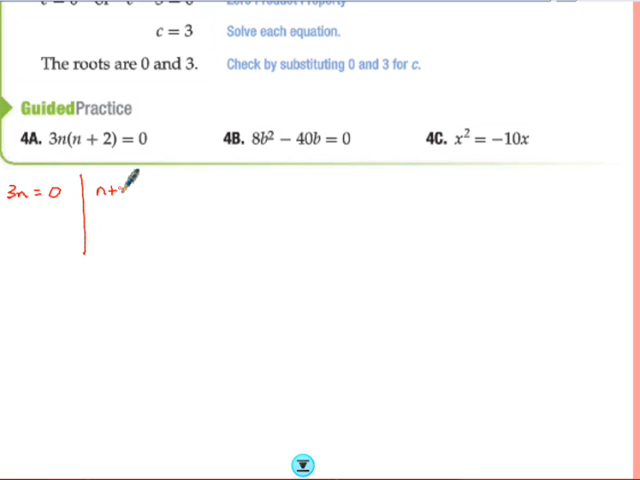 c = 3 Solve each equation.
The roots are 0 and 3. Check by substituting 0 and 3 for c.
GuidedPractice
4A. 3n(n + 2) = 0 4B. 8b² − 40b = 0 4C. x² = −10x
3n = 0 | n+